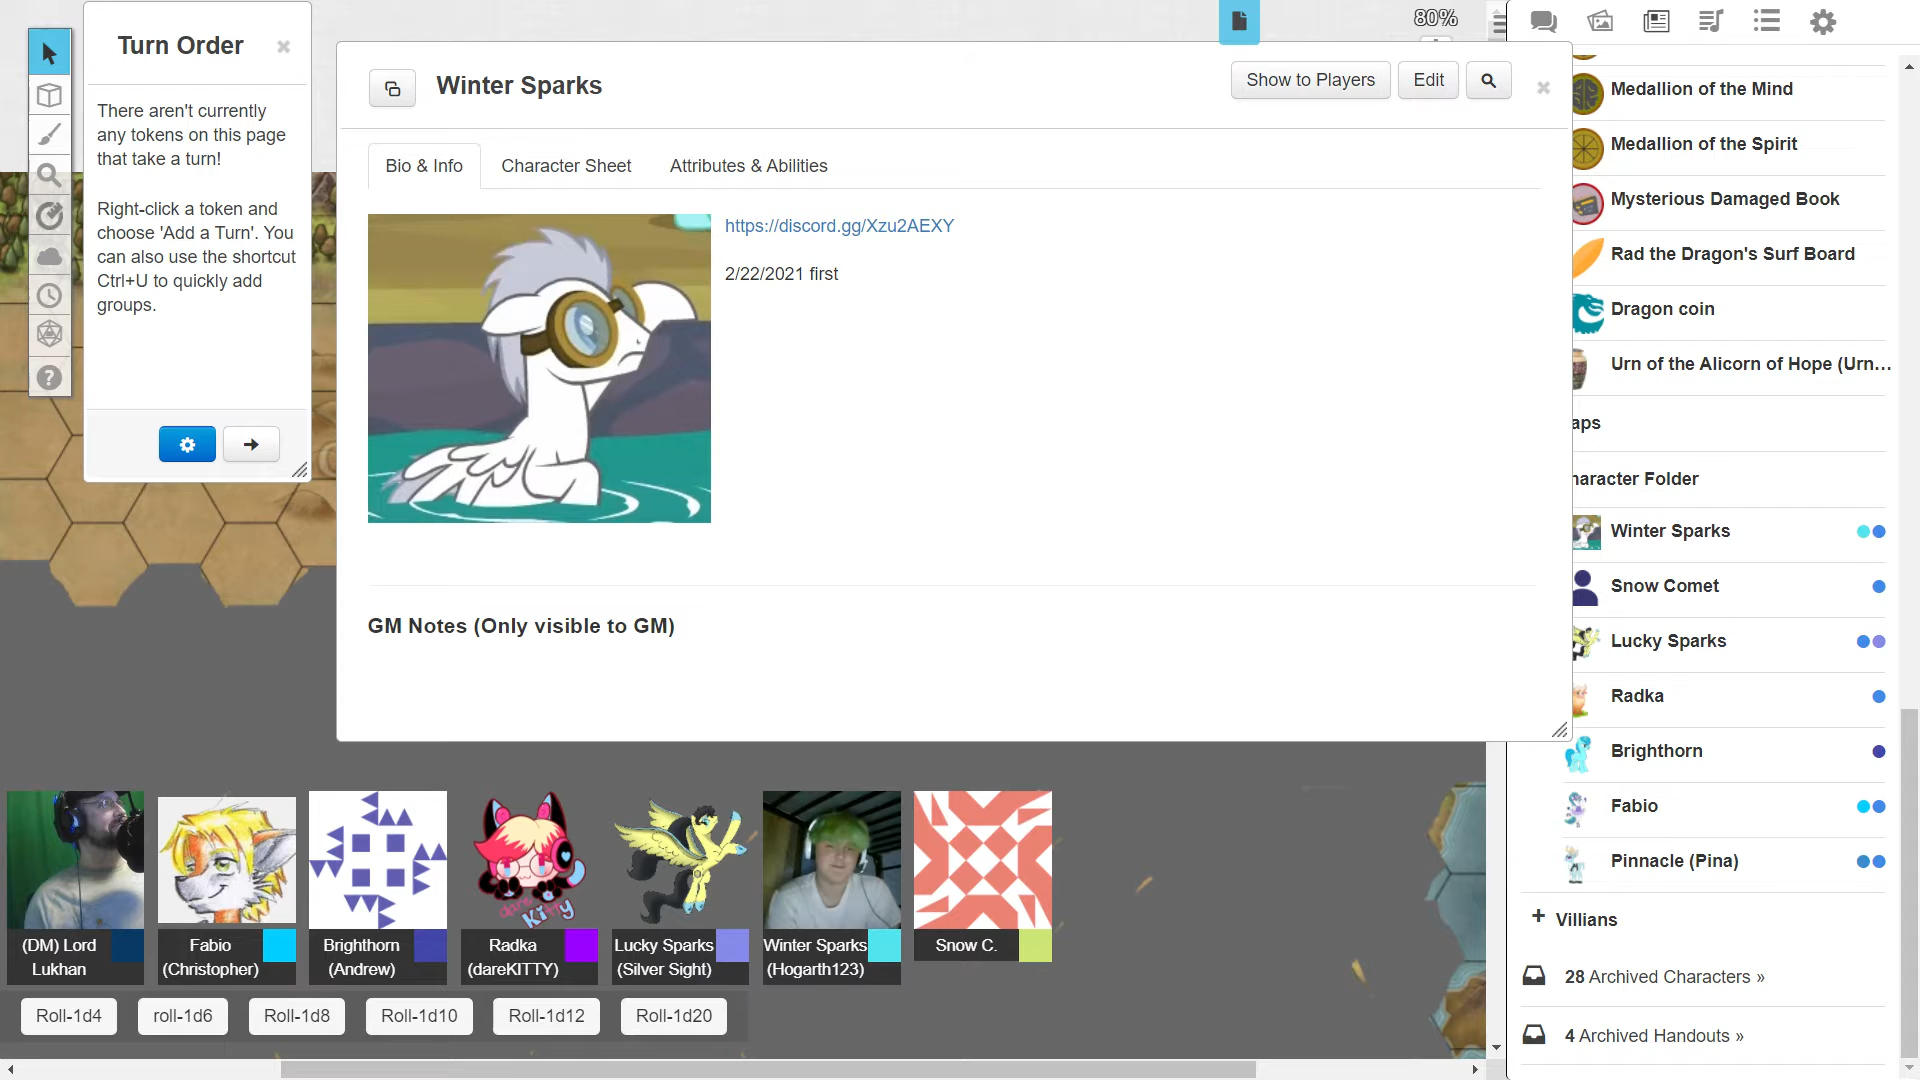 Turn Order
There aren't currently
any tokens on this page
that take a turn!
Right-click a token and
choose 'Add a Turn'. You
can also use the shortcut
Ctrl+U to quickly add
groups.
80%
Winter Sparks
Show to Players
Edit
Bio & Info
Character Sheet
Attributes & Abilities
https://discord.gg/Xzu2AEXY
2/22/2021 first
GM Notes (Only visible to GM)
Medallion of the Mind
Medallion of the Spirit
Mysterious Damaged Book
Rad the Dragon's Surf Board
Dragon coin
Urn of the Alicorn of Hope (Urn...
aps
haracter Folder
Winter Sparks
Snow Comet
Lucky Sparks
Radka
Brighthorn
Fabio
Pinnacle (Pina)
+ Villians
28 Archived Characters »
4 Archived Handouts »
dare
Kitty
(DM) Lord
Lukhan
Fabio
(Christopher)
Brighthorn
(Andrew)
Radka
(dareKITTY)
Lucky Sparks
(Silver Sight)
Winter Sparks
(Hogarth123)
Snow C.
Roll-1d4
roll-1d6
Roll-1d8
Roll-1d10
Roll-1d12
Roll-1d20